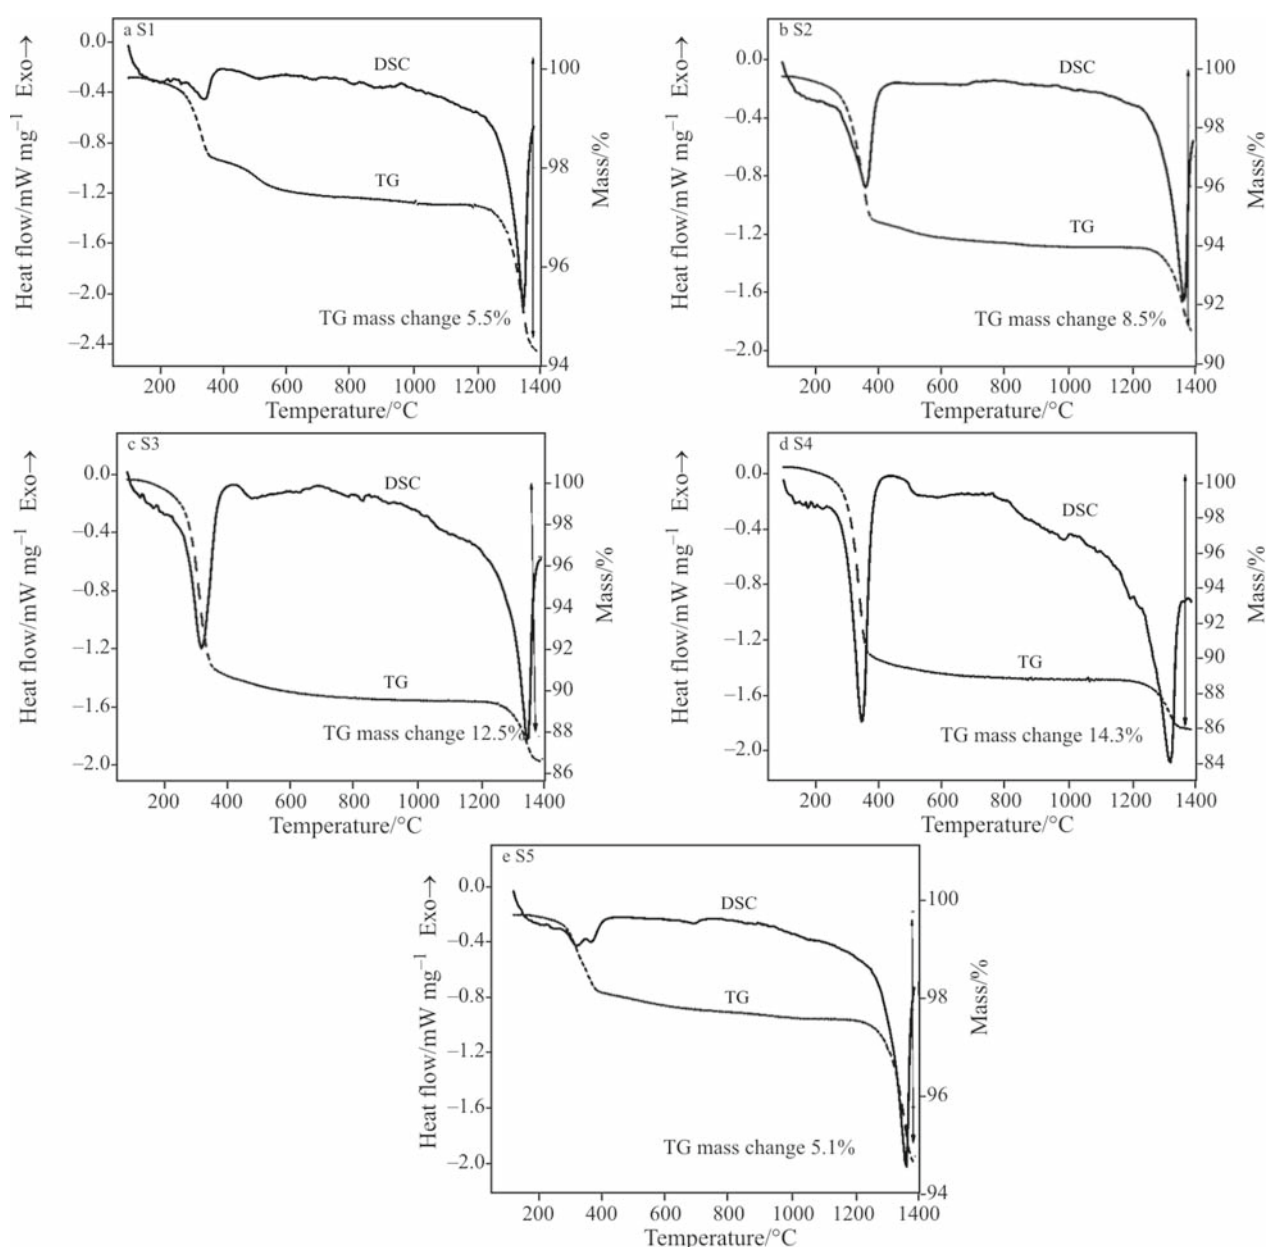 a S1
Heat flow/mW mg⁻¹ Exo→
0.0
−0.4
−0.8
−1.2
−1.6
−2.0
−2.4
DSC
TG
TG mass change 5.5%
100
98
96
94
Mass/%
200 400 600 800 1000 1200 1400
Temperature/°C
b S2
Heat flow/mW mg⁻¹ Exo→
0.0
−0.4
−0.8
−1.2
−1.6
−2.0
DSC
TG
TG mass change 8.5%
100
98
96
94
92
90
Mass/%
200 400 600 800 1000 1200 1400
Temperature/°C
c S3
Heat flow/mW mg⁻¹ Exo→
0.0
−0.4
−0.8
−1.2
−1.6
−2.0
DSC
TG
TG mass change 12.5%
100
98
96
94
92
90
88
86
Mass/%
200 400 600 800 1000 1200 1400
Temperature/°C
d S4
Heat flow/mW mg⁻¹ Exo→
0.0
−0.4
−0.8
−1.2
−1.6
−2.0
DSC
TG
TG mass change 14.3%
100
98
96
94
92
90
88
86
84
Mass/%
200 400 600 800 1000 1200 1400
Temperature/°C
e S5
Heat flow/mW mg⁻¹ Exo→
0.0
−0.4
−0.8
−1.2
−1.6
−2.0
DSC
TG
TG mass change 5.1%
100
98
96
94
Mass/%
200 400 600 800 1000 1200 1400
Temperature/°C